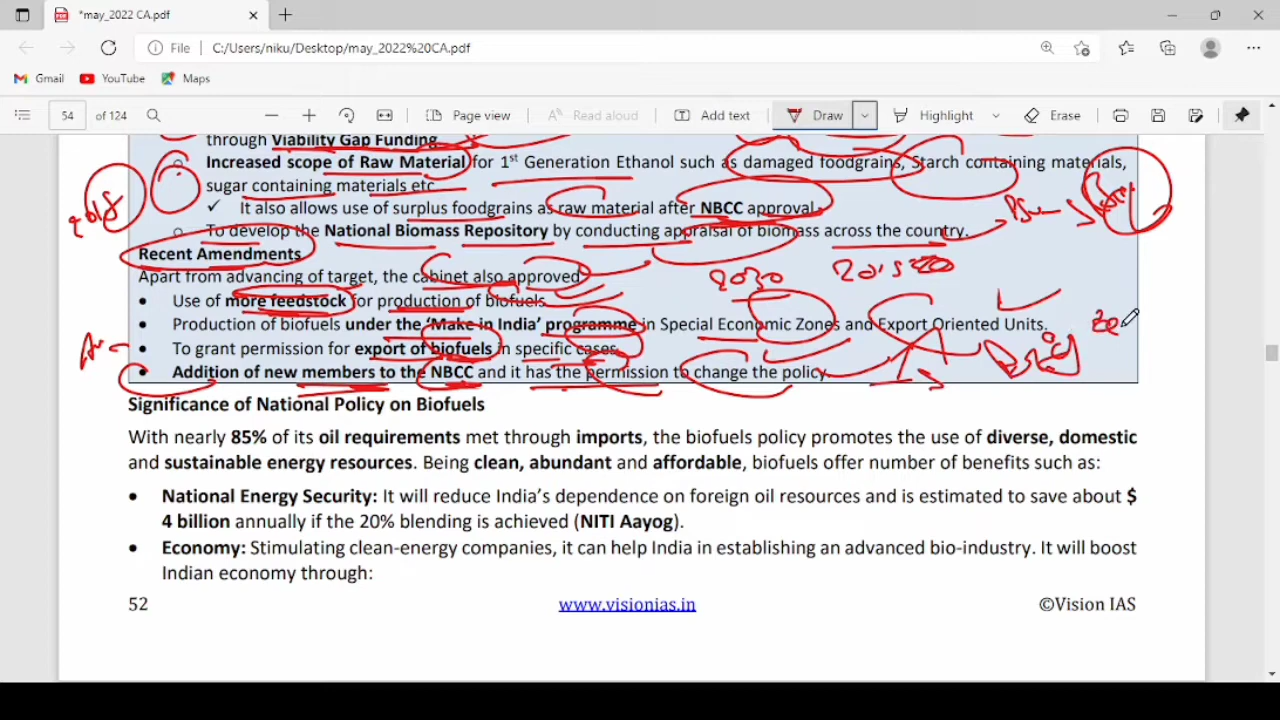 *may_2022 CA.pdf
File C:/Users/niku/Desktop/may_2022%20CA.pdf
Gmail YouTube Maps
54 of 124 Page view Read aloud Add text Draw Highlight Erase
through Viability Gap Funding.
Increased scope of Raw Material for 1st Generation Ethanol such as damaged foodgrains, Starch containing materials,
sugar containing materials etc
✓ It also allows use of surplus foodgrains as raw material after NBCC approval.
To develop the National Biomass Repository by conducting appraisal of biomass across the country.
Recent Amendments
Apart from advancing of target, the cabinet also approved
2030 2025
• Use of more feedstock for production of biofuels.
• Production of biofuels under the ‘Make in India’ programme in Special Economic Zones and Export Oriented Units.
• To grant permission for export of biofuels in specific cases.
• Addition of new members to the NBCC and it has the permission to change the policy.
Significance of National Policy on Biofuels
With nearly 85% of its oil requirements met through imports, the biofuels policy promotes the use of diverse, domestic
and sustainable energy resources. Being clean, abundant and affordable, biofuels offer number of benefits such as:
• National Energy Security: It will reduce India's dependence on foreign oil resources and is estimated to save about $
4 billion annually if the 20% blending is achieved (NITI Aayog).
• Economy: Stimulating clean-energy companies, it can help India in establishing an advanced bio-industry. It will boost
Indian economy through:
52 www.visionias.in ©Vision IAS